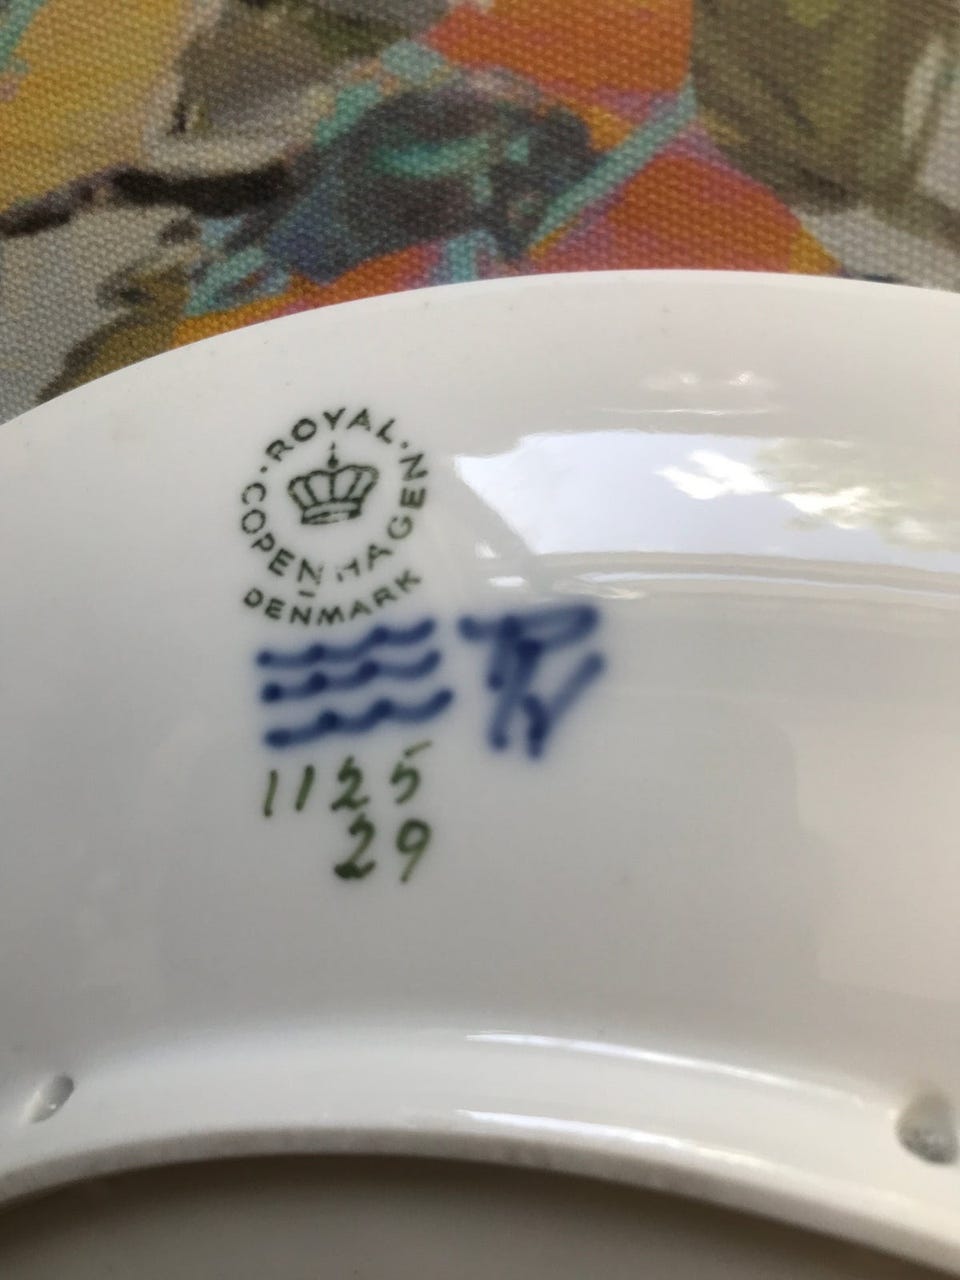 ROYAL
COPENHAGEN
DENMARK
1125
29